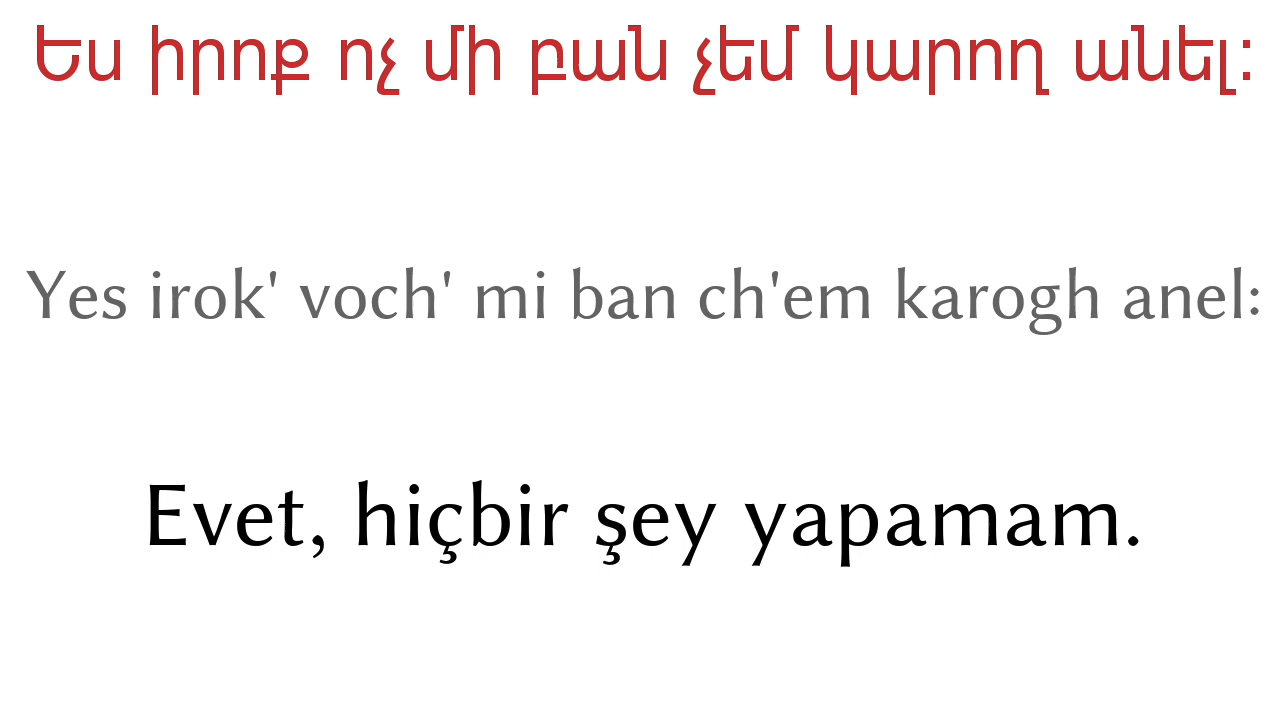 Ես իրոք ոչ մի բան չեմ կարող անել:
Yes irok' voch' mi ban ch'em karogh anel:
Evet, hiçbir şey yapamam.